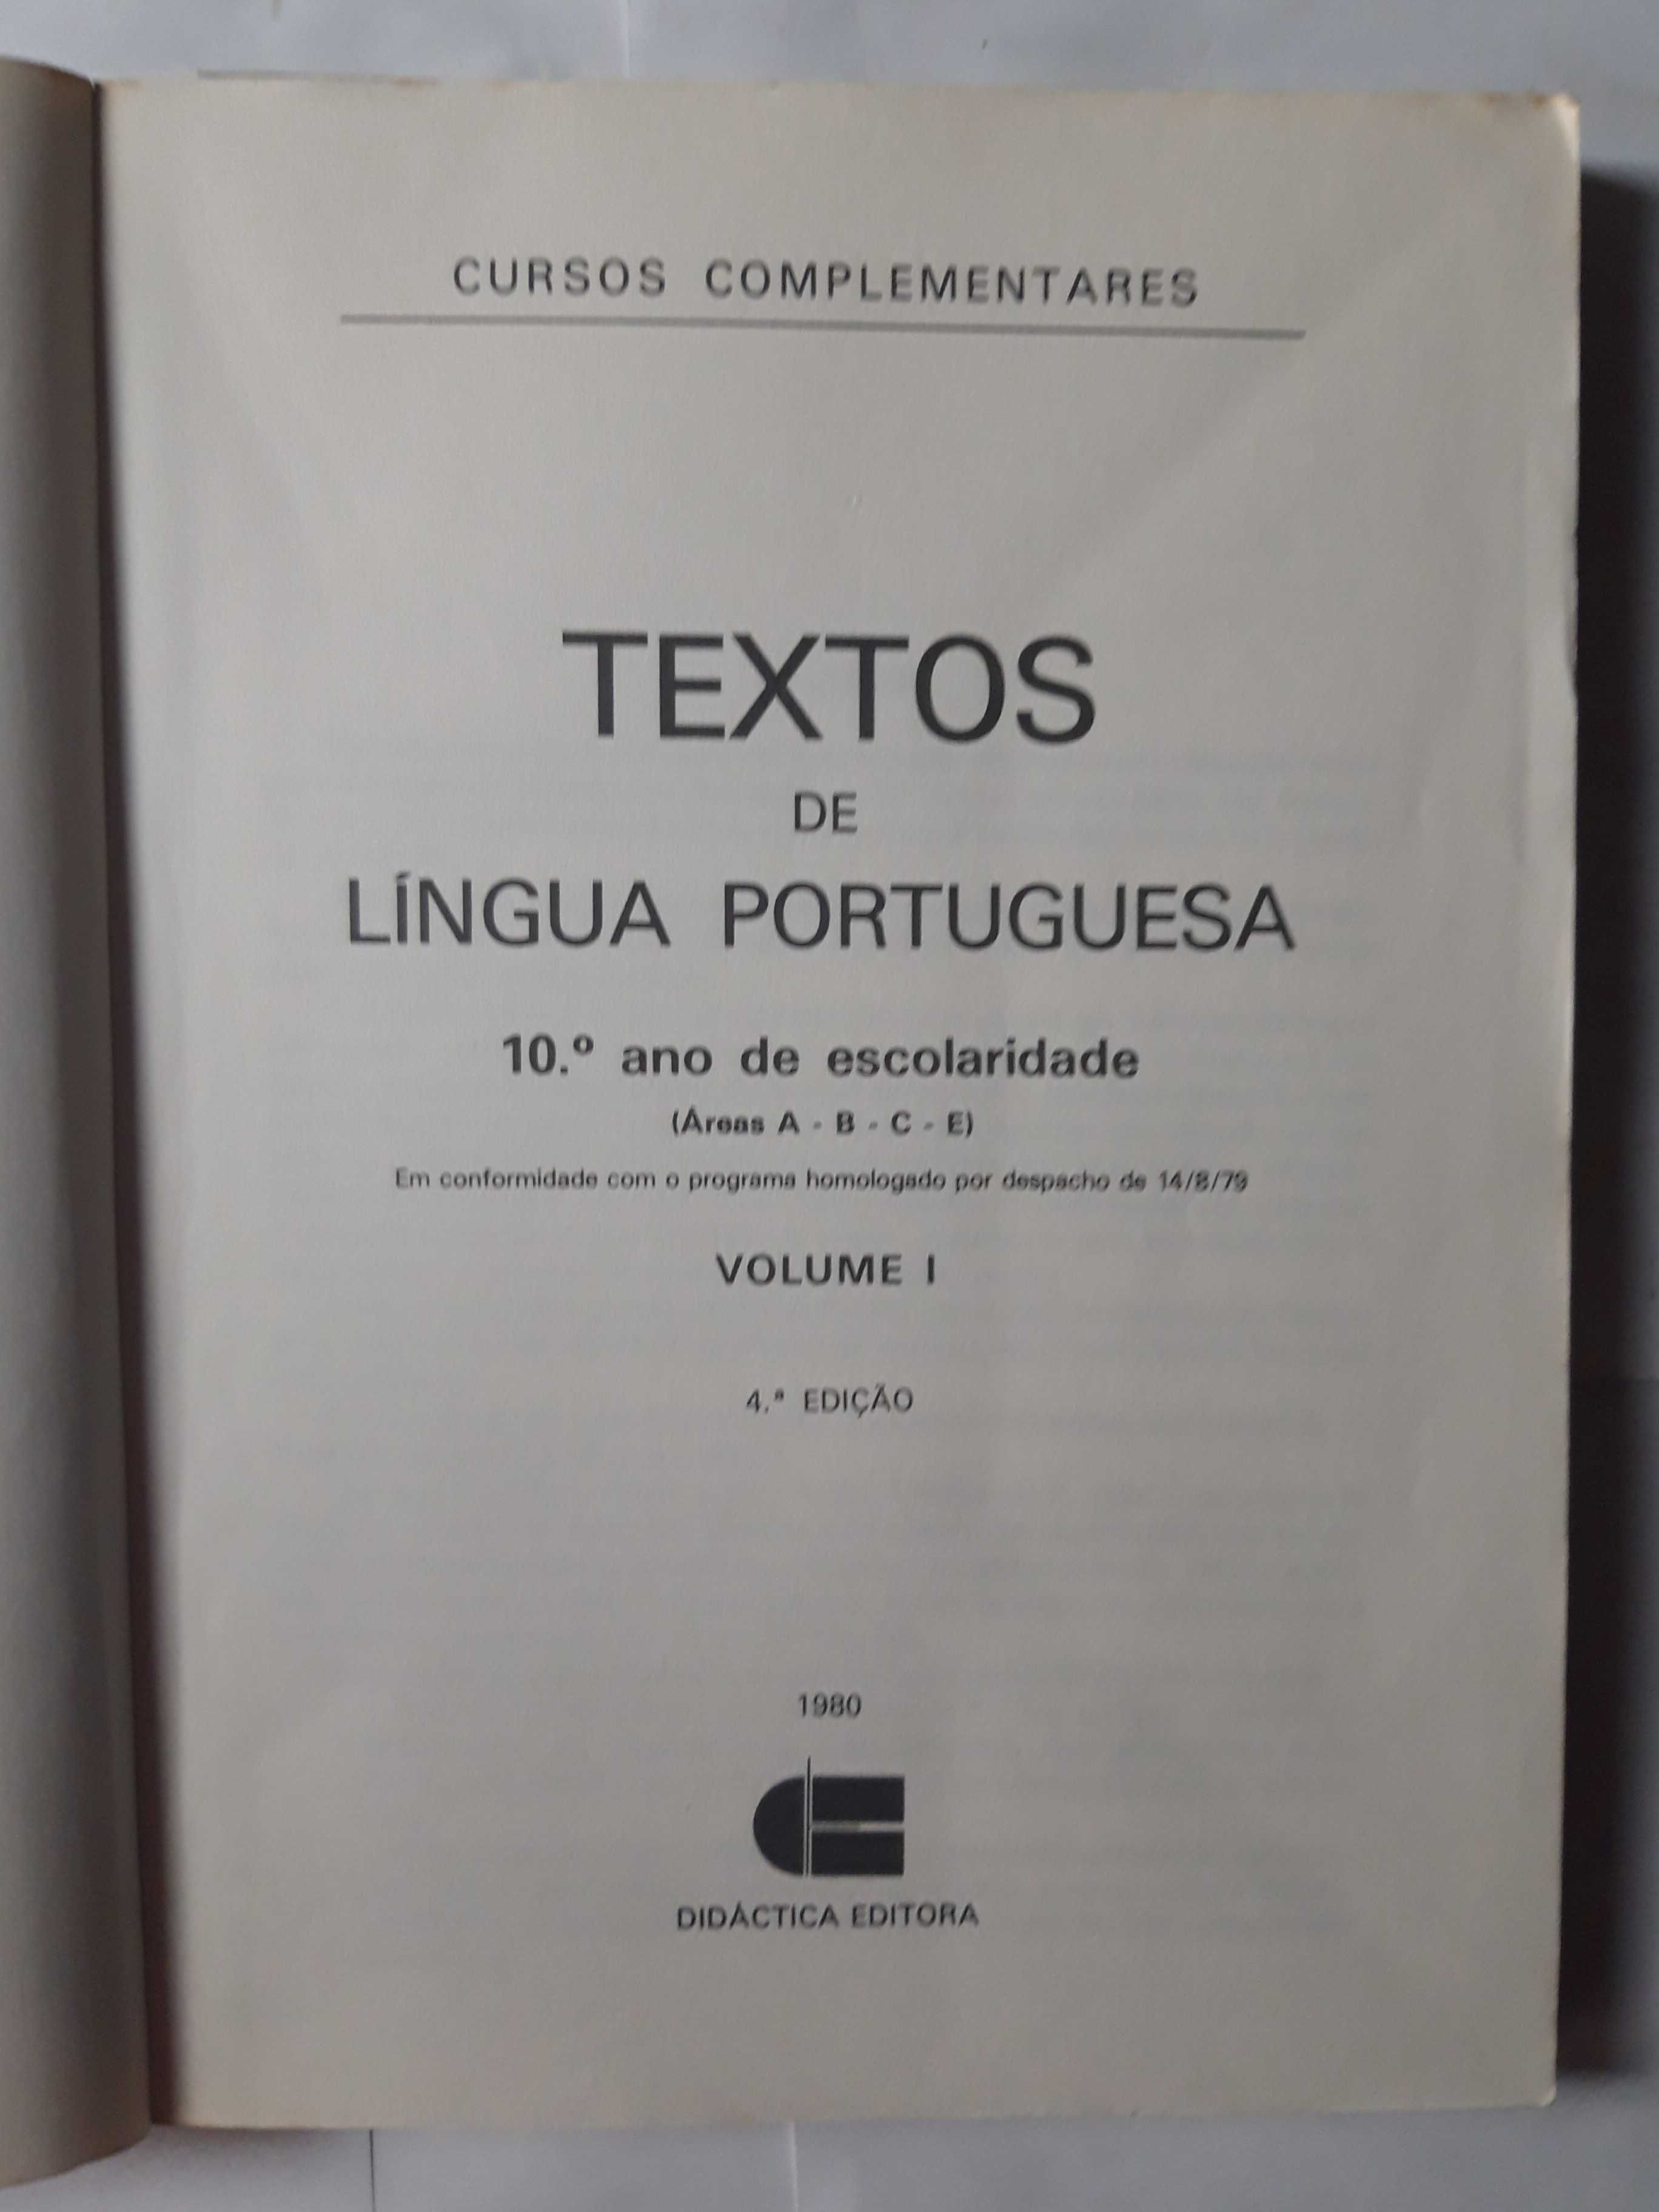 CURSOS COMPLEMENTARES
TEXTOS
DE
LÍNGUA PORTUGUESA
10.º ano de escolaridade
(Áreas A - B - C - E)
Em conformidade com o programa homologado por despacho de 14/8/79
VOLUME I
4.ª EDIÇÃO
1980
DIDÁCTICA EDITORA